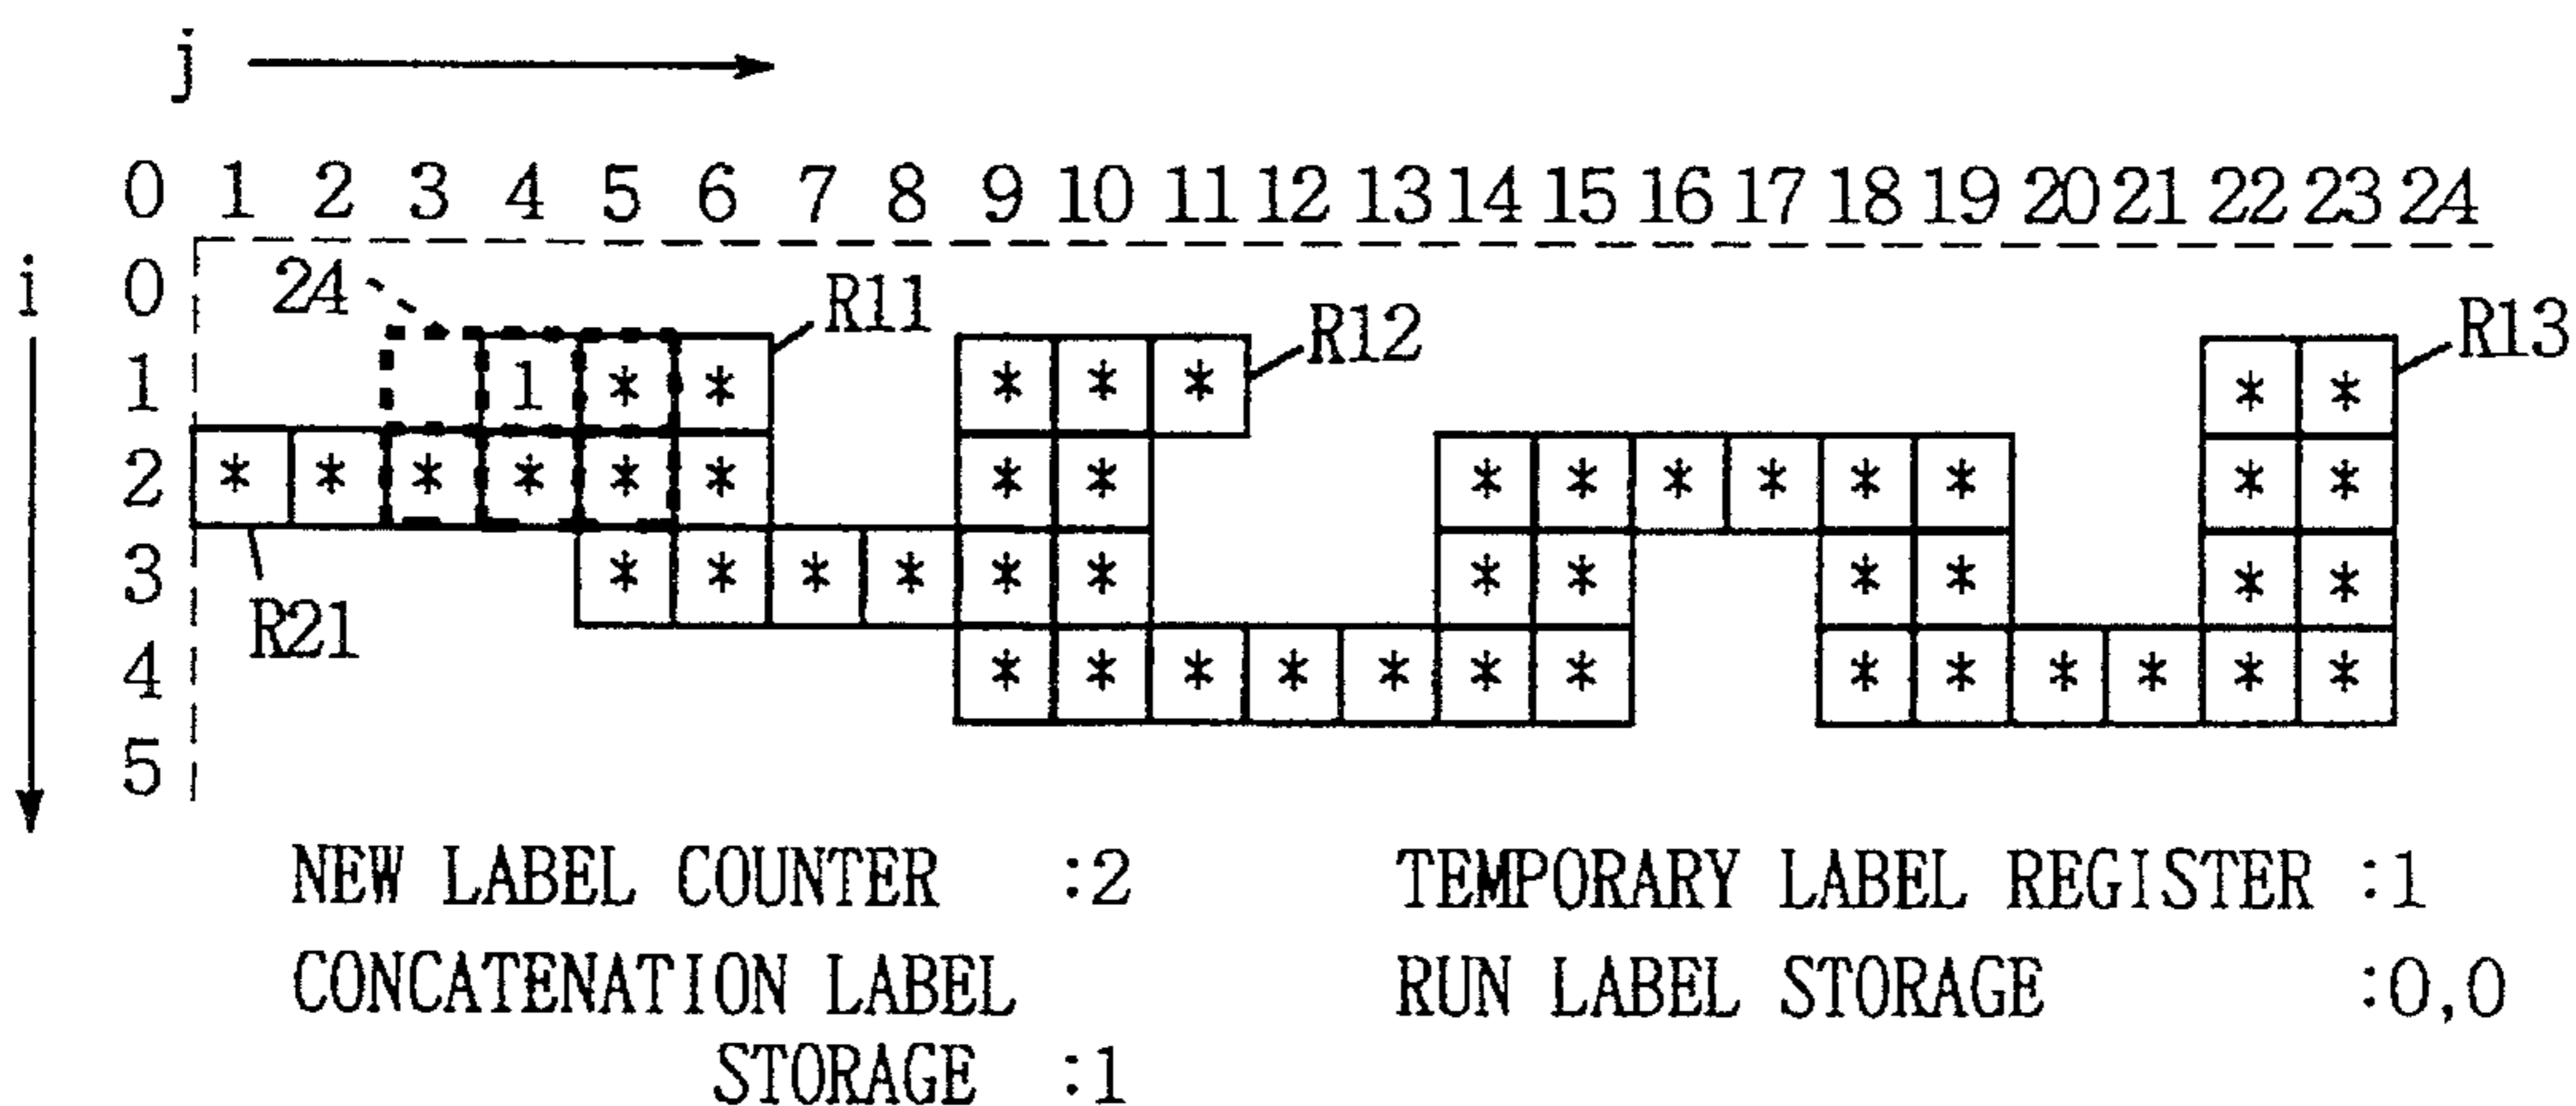 j
0 1 2 3 4 5 6 7 8 9 10 11 12 13 14 15 16 17 18 19 20 21 22 23 24
i 0 24 R11 R12 R13
1 1 * * * * * * *
2 * * * * * * * * * * * * * * * *
R21
3 * * * * * * * * * * * *
4 * * * * * * * * * * * * *
5
NEW LABEL COUNTER :2 TEMPORARY LABEL REGISTER :1
CONCATENATION LABEL RUN LABEL STORAGE :0,0
STORAGE :1